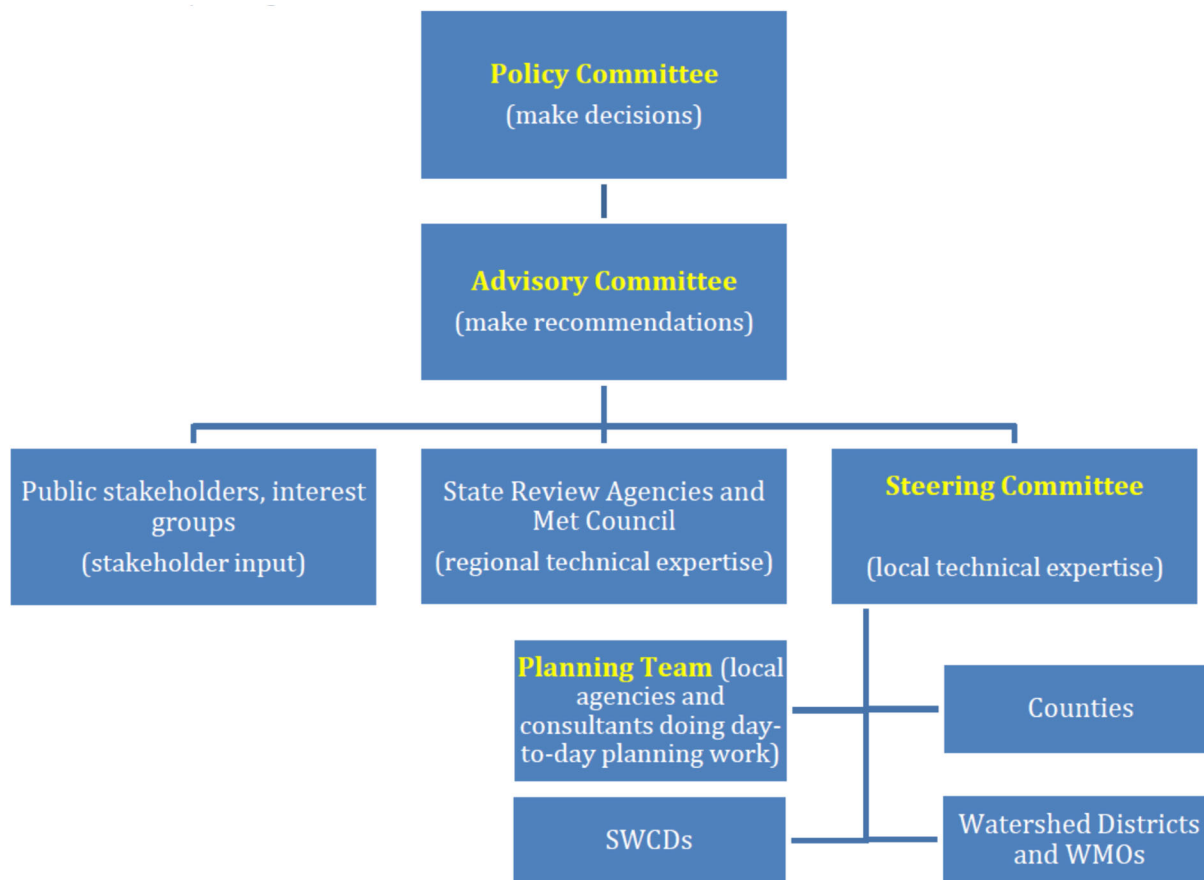 Policy Committee
(make decisions)
Advisory Committee
(make recommendations)
Public stakeholders, interest
groups
(stakeholder input)
State Review Agencies and
Met Council
(regional technical expertise)
Steering Committee
(local technical expertise)
Planning Team (local
agencies and
consultants doing day-
to-day planning work)
Counties
SWCDs
Watershed Districts
and WMOs